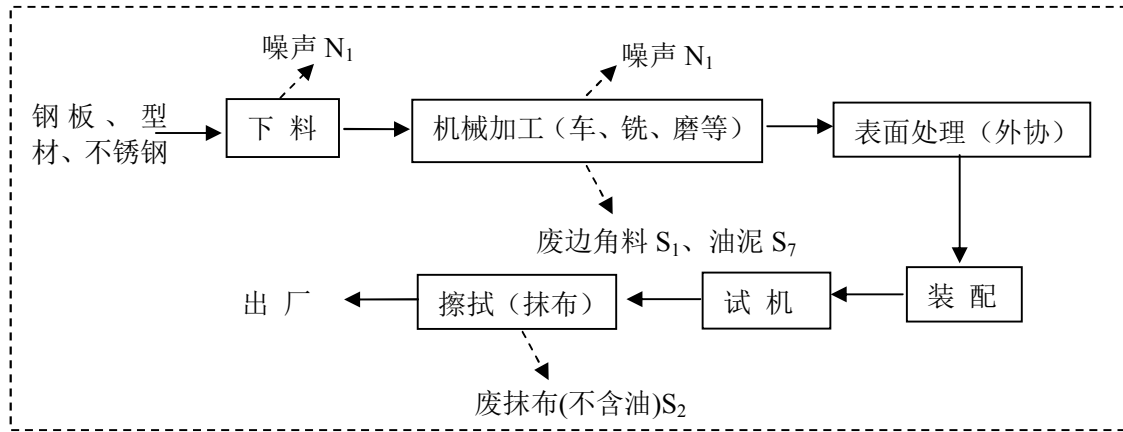 噪声 N₁
噪声 N₁
钢板、型
材、不锈钢
下 料
机械加工（车、铣、磨等）
表面处理（外协）
废边角料 S₁、油泥 S₇
出 厂
擦拭（抹布）
试 机
装 配
废抹布(不含油)S₂